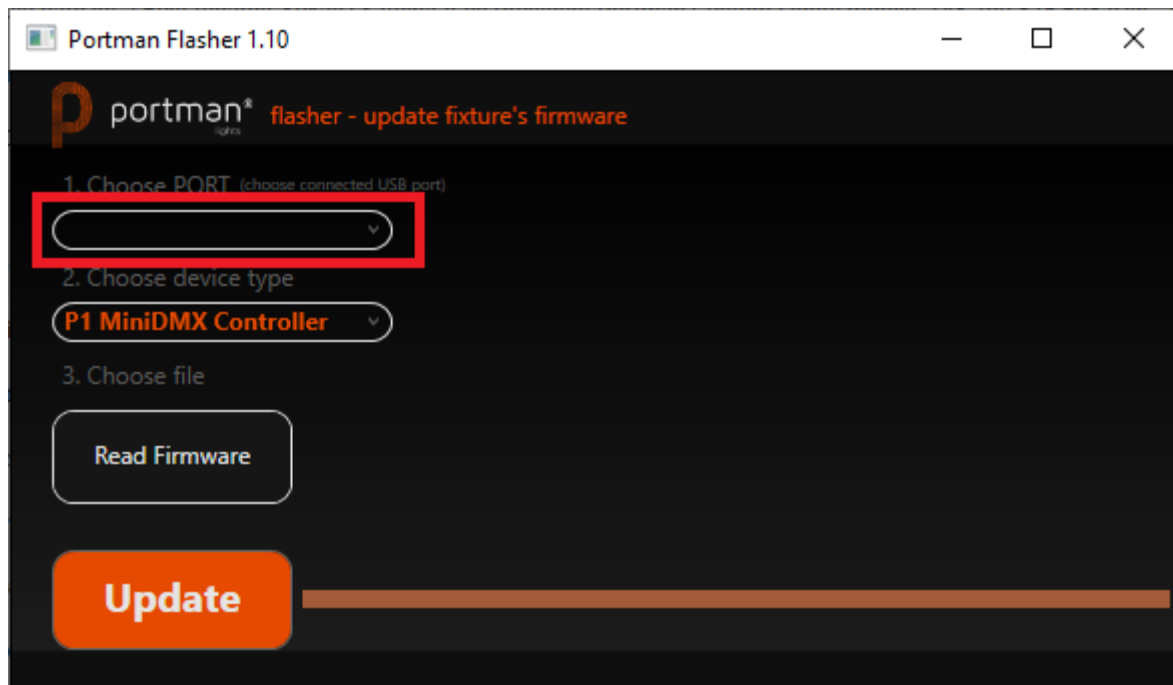 Portman Flasher 1.10
portman® flasher - update fixture's firmware
lights
1. Choose PORT (choose connected USB port)
2. Choose device type
P1 MiniDMX Controller
3. Choose file
Read Firmware
Update